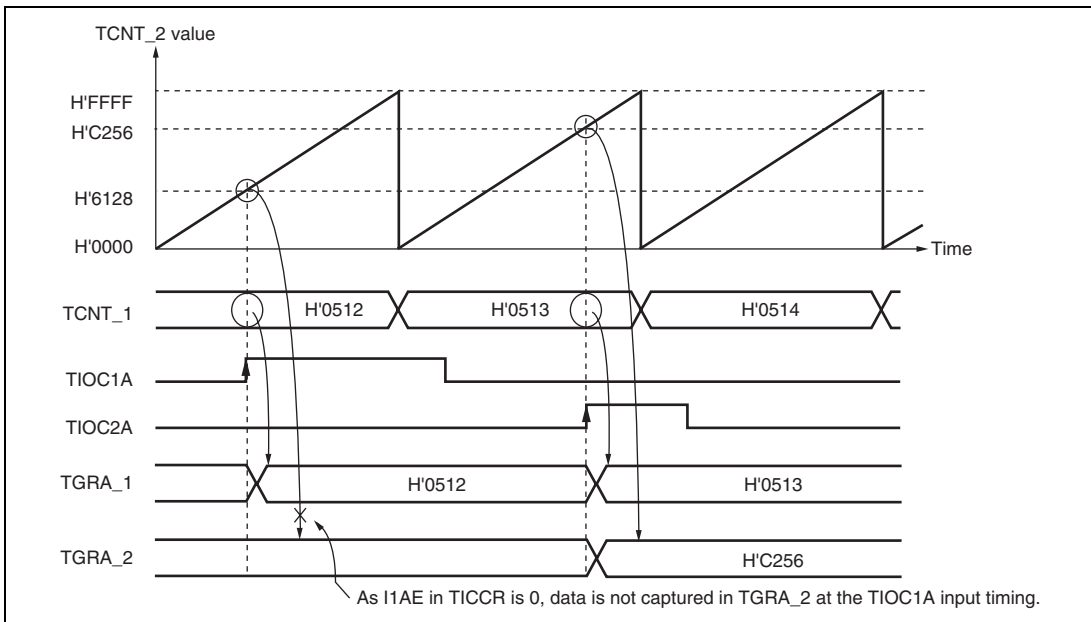 TCNT_2 value
H'FFFF
H'C256
H'6128
H'0000
Time
TCNT_1
H'0512
H'0513
H'0514
TIOC1A
TIOC2A
TGRA_1
H'0512
H'0513
TGRA_2
H'C256
As I1AE in TICCR is 0, data is not captured in TGRA_2 at the TIOC1A input timing.